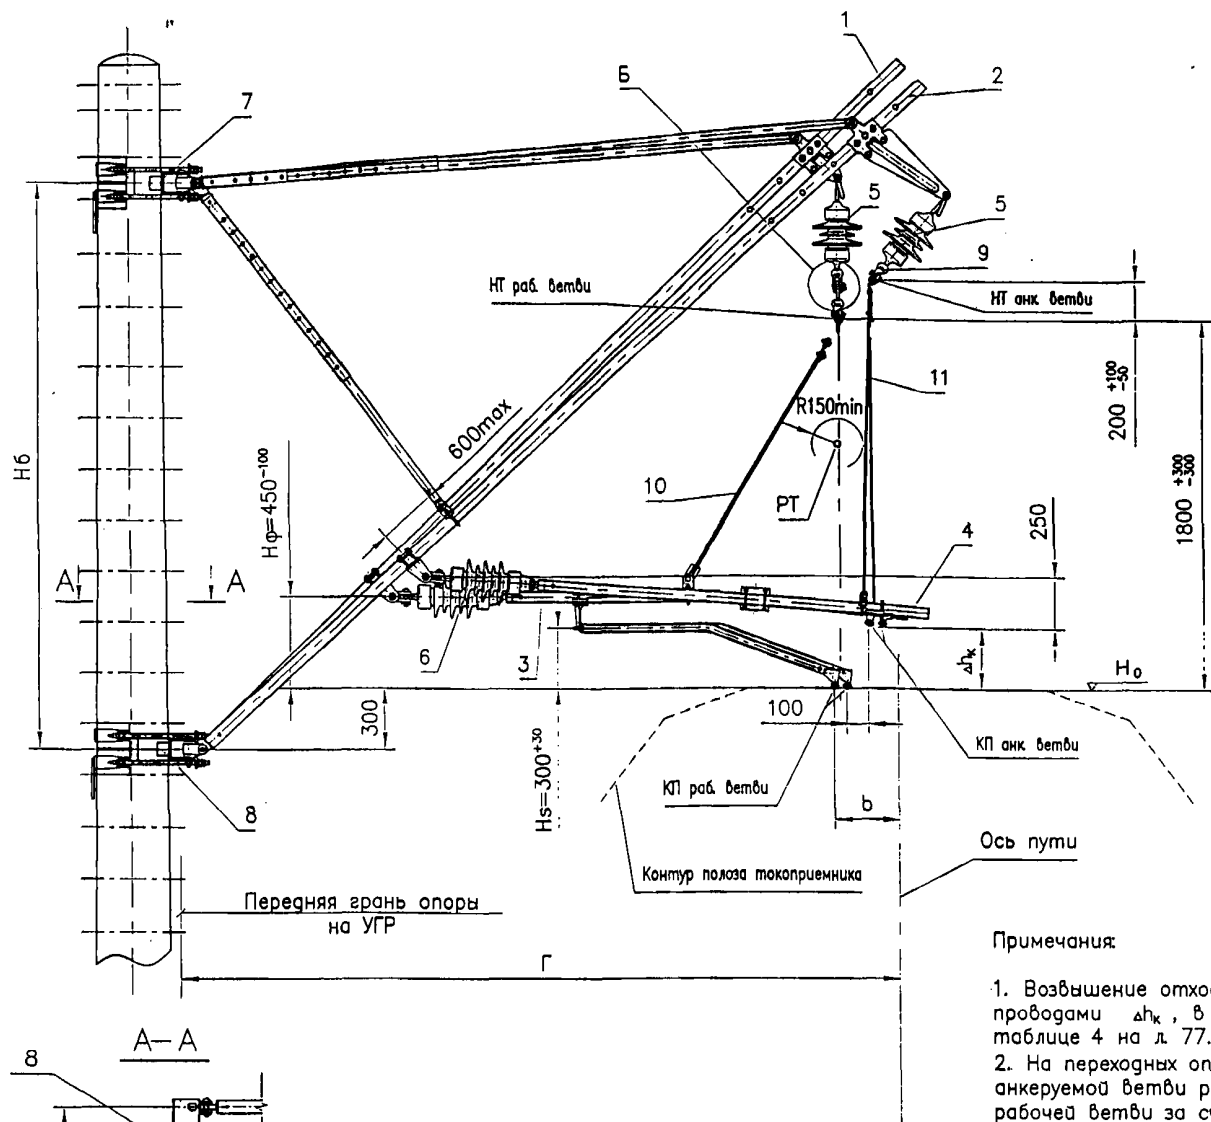 1
Б
2
7
5
5
9
НТ раб. ветви
НТ анк. ветви
11
200 +100 -50
R150min
600max
Нб
Нφ=450-100
10
РТ
1800 +300 -300
250
4
А
А
6
3
Δhк
Но
300
100
Нs=300+30
КП анк. ветви
КП раб. ветви
8
b
Ось пути
Контур полоза токоприемника
Передняя грань опоры
на УГР
Г
Примечания:
1. Возвышение отхо
проводами Δhк, в
таблице 4 на л. 77.
2. На переходных оп
анкеруемой ветви р
рабочей ветви за с
А-А
8